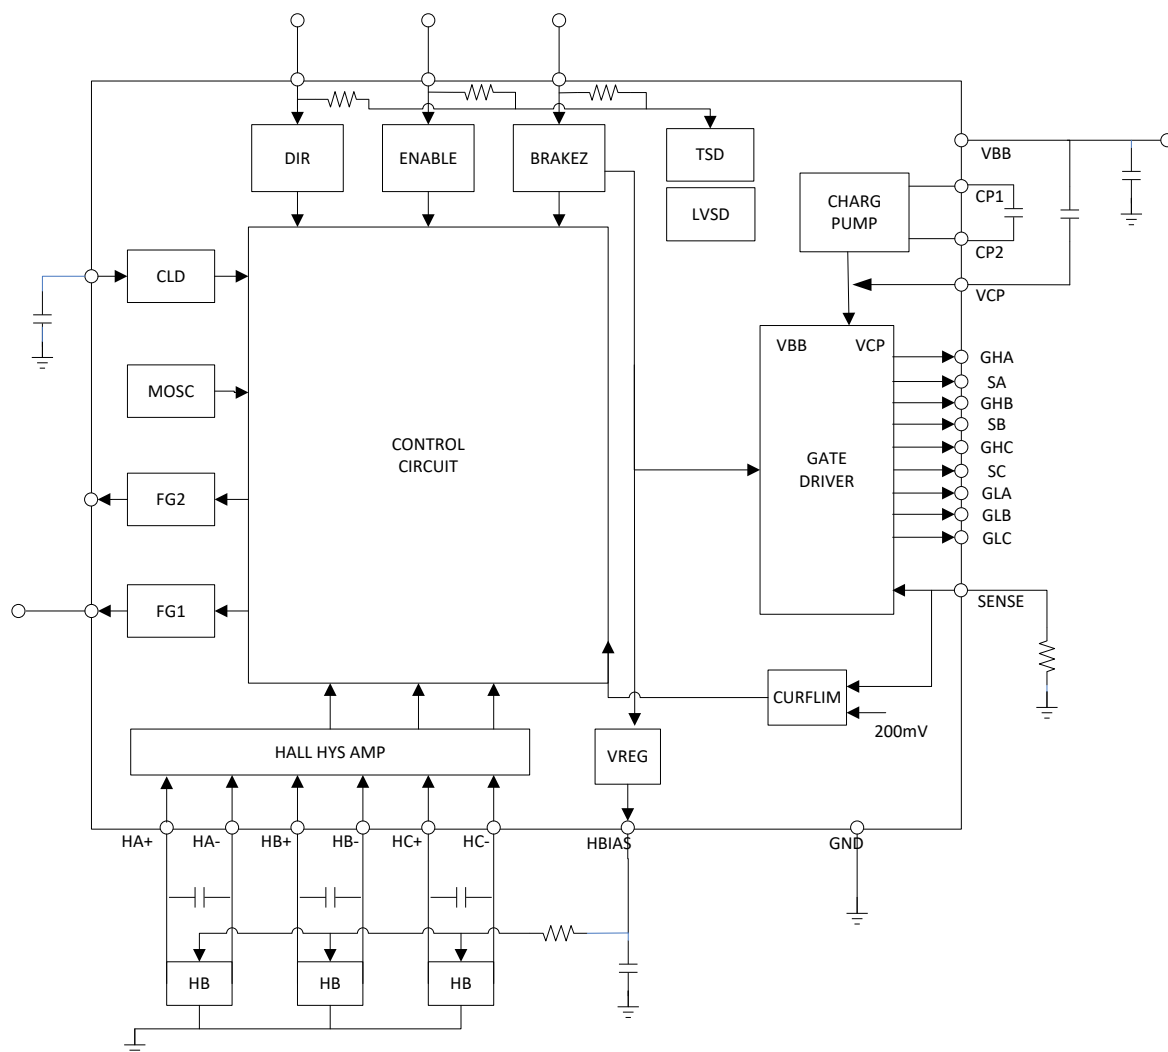 DIR
ENABLE
BRAKEZ
TSD
LVSD
VBB
CHARG
PUMP
CP1
CP2
VCP
CLD
MOSC
FG2
FG1
CONTROL
CIRCUIT
VBB
VCP
GATE
DRIVER
GHA
SA
GHB
SB
GHC
SC
GLA
GLB
GLC
SENSE
CURFLIM
200mV
HALL HYS AMP
VREG
HA+
HA-
HB+
HB-
HC+
HC-
HBIAS
GND
HB
HB
HB